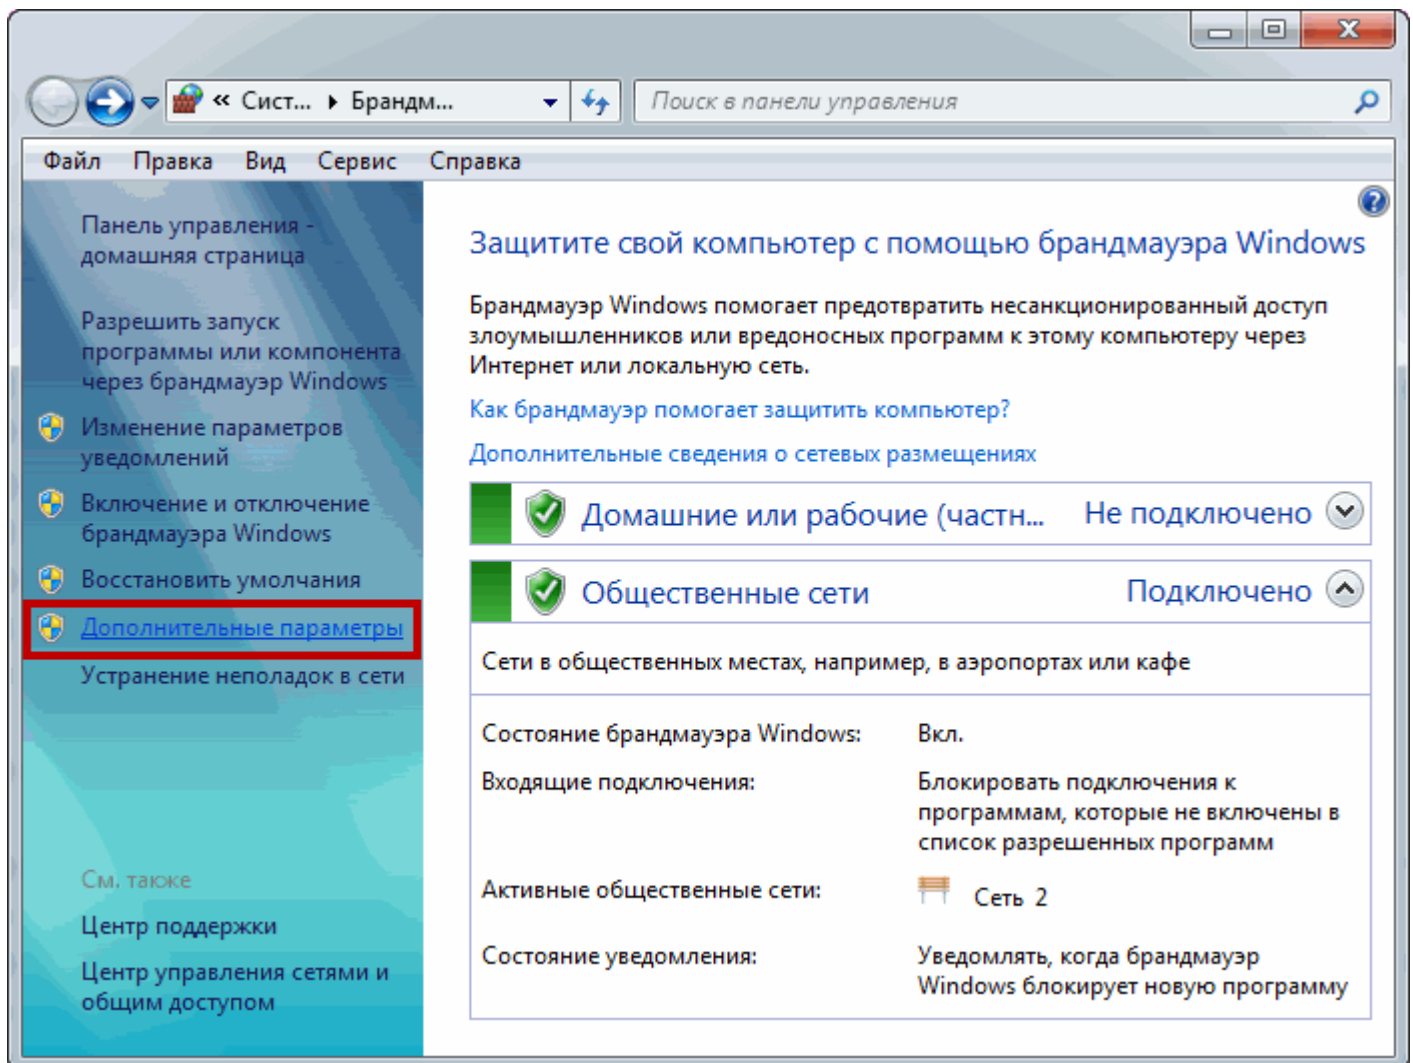 « Сист... Брандм...
Поиск в панели управления
Файл Правка Вид Сервис Справка
Панель управления -
домашняя страница
Разрешить запуск
программы или компонента
через брандмауэр Windows
Изменение параметров
уведомлений
Включение и отключение
брандмауэра Windows
Восстановить умолчания
Дополнительные параметры
Устранение неполадок в сети
См. также
Центр поддержки
Центр управления сетями и
общим доступом
Защитите свой компьютер с помощью брандмауэра Windows
Брандмауэр Windows помогает предотвратить несанкционированный доступ
злоумышленников или вредоносных программ к этому компьютеру через
Интернет или локальную сеть.
Как брандмауэр помогает защитить компьютер?
Дополнительные сведения о сетевых размещениях
Домашние или рабочие (частн... Не подключено
Общественные сети Подключено
Сети в общественных местах, например, в аэропортах или кафе
Состояние брандмауэра Windows: Вкл.
Входящие подключения: Блокировать подключения к
программам, которые не включены в
список разрешенных программ
Активные общественные сети: Сеть 2
Состояние уведомления: Уведомлять, когда брандмауэр
Windows блокирует новую программу